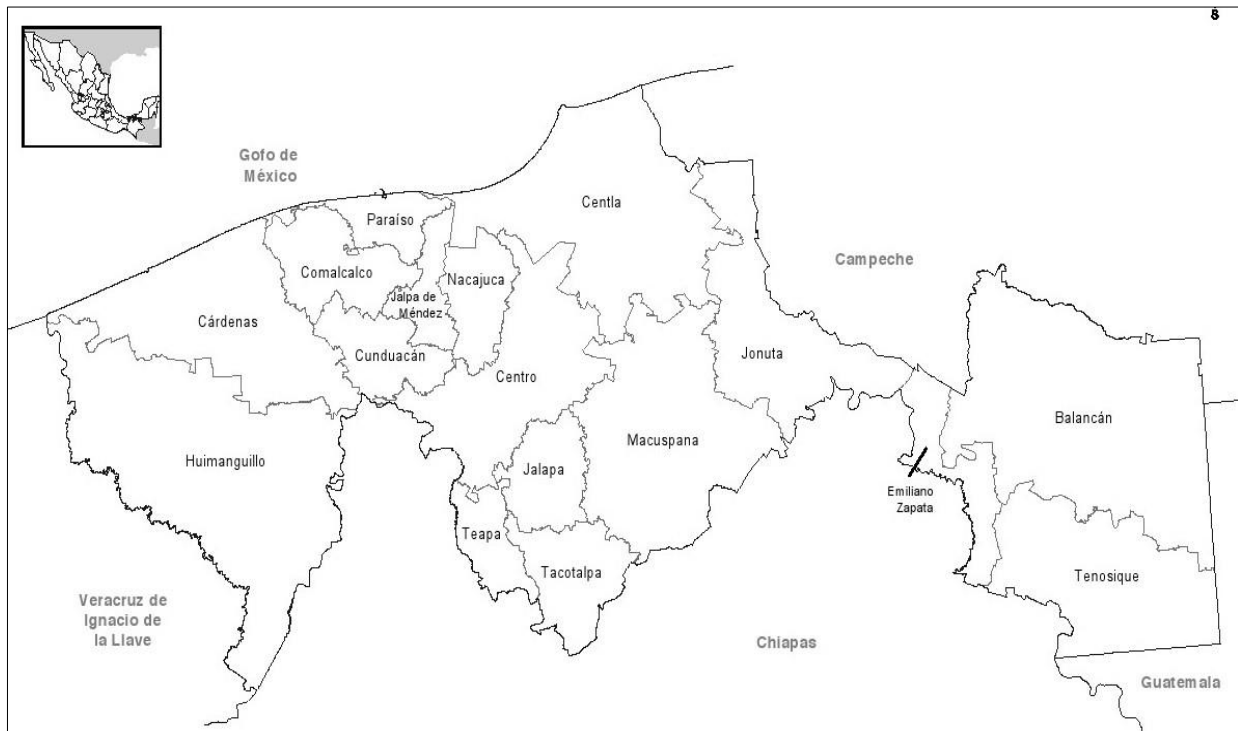 Gofo de
México
Centla
Paraíso
Campeche
Comalcalco
Nacajuca
Jalpa de
Méndez
Cárdenas
Cunduacán
Centro
Jonuta
Balancán
Macuspana
Huimanguillo
Jalapa
Emiliano
Zapata
Teapa
Tacotalpa
Tenosique
Veracruz de
Ignacio de
la Llave
Chiapas
Guatemala